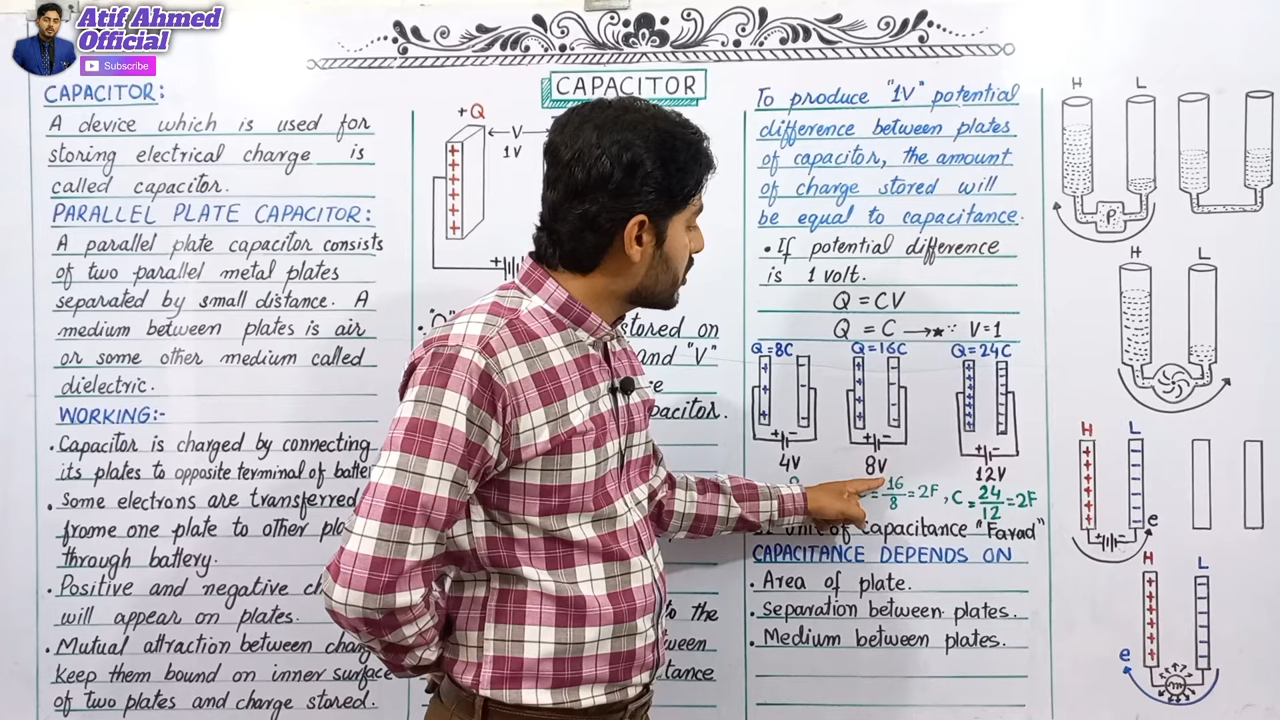 Atif Ahmed
Official
Subscribe
CAPACITOR
CAPACITOR:
A device which is used for
storing electrical charge is
called capacitor.
PARALLEL PLATE CAPACITOR:
A parallel plate capacitor consists
of two parallel metal plates
separated by small distance. A
medium between plates is air
or some other medium called
dielectric.
WORKING:-
• Capacitor is charged by connecting
its plates to opposite terminal of
• Some electrons are transferred
frome one plate to other
through battery.
• Positive and negative
will appear on plates.
• Mutual attraction between
keep them bound on inner surface
of two plates and charge stored.
+Q
V
1V
+
stored on
and "V"
To produce "1V" potential
difference between plates
of capacitor, the amount
of charge stored will
be equal to capacitance.
• If potential difference
is 1 volt.
Q = CV
Q = C → ★ ∵ V=1
Q=8C Q=16C Q=24C
+ -
4V 8V 12V
= 16/8 = 2F, C = 24/12 = 2F
unit of capacitance "Farad"
CAPACITANCE DEPENDS ON
• Area of plate.
• Separation between plates.
• Medium between plates.
H L
P
H L
H L
e
H L
e